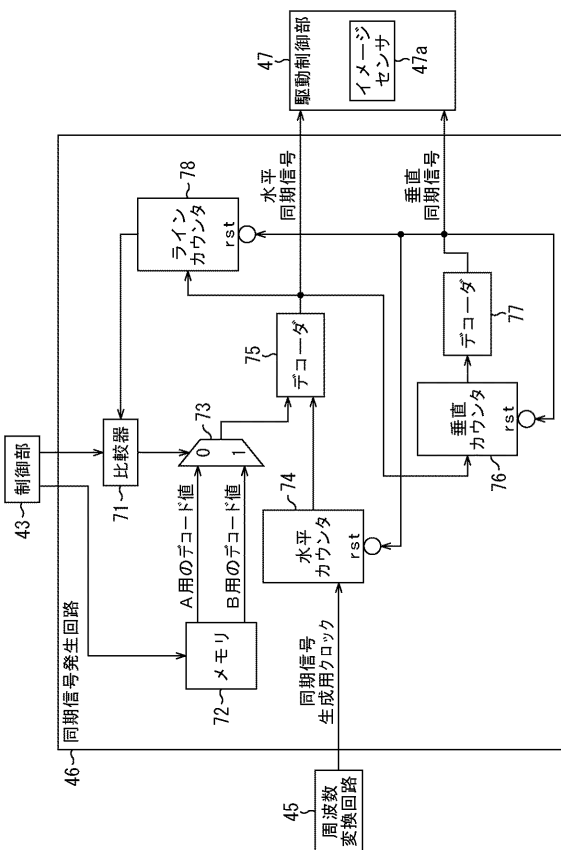 46
同期信号発生回路
43
制御部
71
比較器
78
ライン
カウンタ
rst
72
メモリ
A用のデコード値
B用のデコード値
73
0
1
75
デコーダ
水平
同期信号
47
駆動制御部
イメージ
センサ
47a
45
周波数
変換回路
同期信号
生成用クロック
74
水平
カウンタ
rst
76
垂直
カウンタ
rst
77
デコーダ
垂直
同期信号